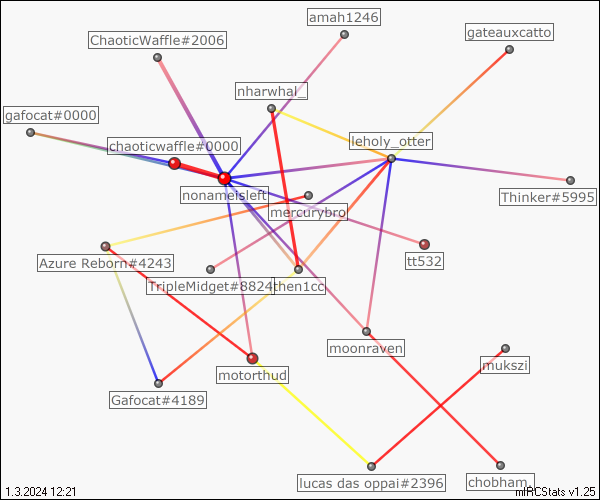 amah1246
ChaoticWaffle#2006
gateauxcatto
nharwhal_
gafocat#0000
chaoticwaffle#0000
leholy_otter
nonameisleft
Thinker#5995
mercurybro
Azure Reborn#4243
tt532
TripleMidget#8824
then1cc
moonraven
mukszi
motorthud
Gafocat#4189
lucas das oppai#2396
chobham.
1.3.2024 12:21
mIRCStats v1.25